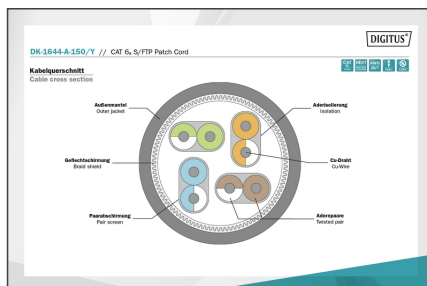 DIGITUS®
DK-1644-A-150/Y // CAT 6A S/FTP Patch Cord
Kabelquerschnitt
Cable cross section
Außenmantel
Outer jacket
Aderisolierung
Isolation
Geflechtschirmung
Braid shield
Cu-Draht
Cu-Wire
Paarabschirmung
Pair screen
Adernpaare
Twisted pair